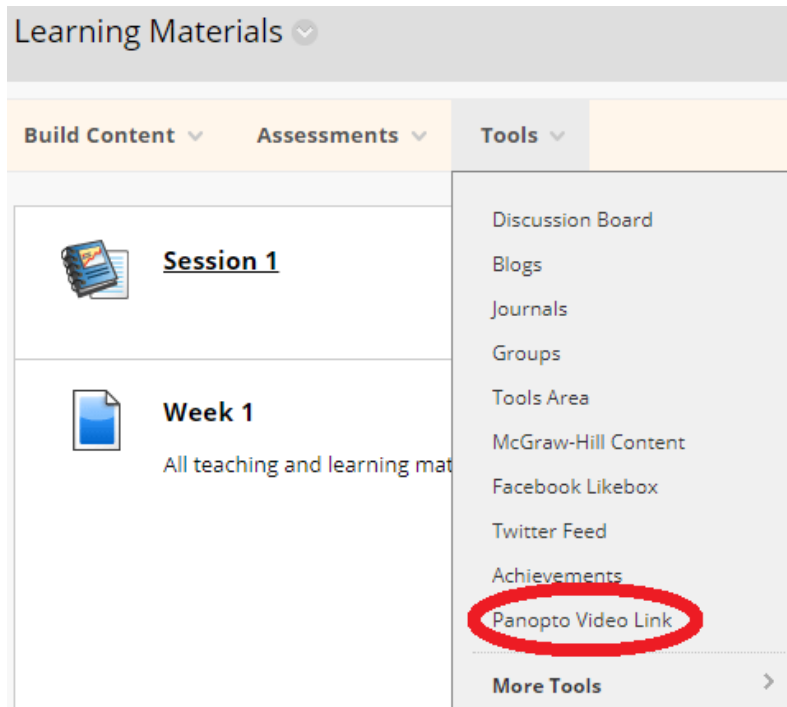 Learning Materials
Build Content Assessments Tools
Session 1
Week 1
All teaching and learning mat
Discussion Board
Blogs
Journals
Groups
Tools Area
McGraw-Hill Content
Facebook Likebox
Twitter Feed
Achievements
Panopto Video Link
More Tools